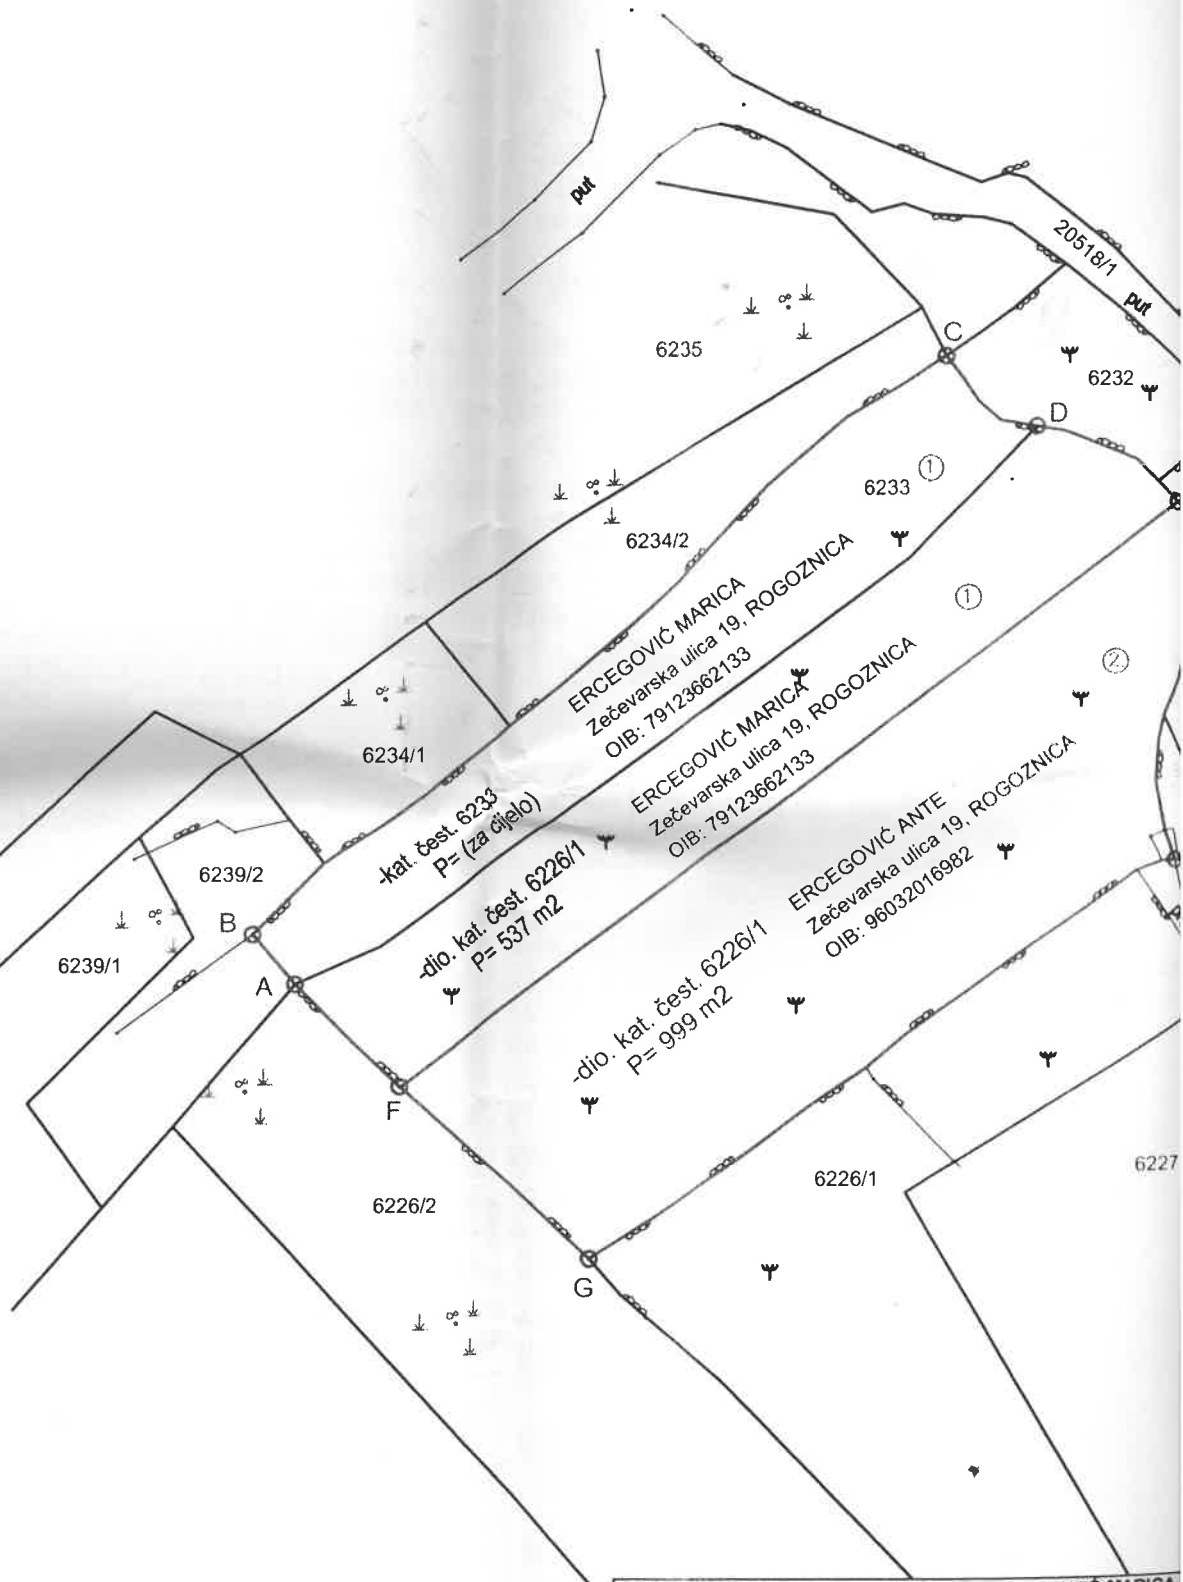 put
20518/1
put
6235
C
6232
D
6233
1
6234/2
1
ERCEGOVIĆ MARICA
Zečevarska ulica 19, ROGOZNICA
OIB: 79123662133
2
6234/1
-kat. čest. 6233
P= (za cijelo)
ERCEGOVIĆ MARICA
Zečevarska ulica 19, ROGOZNICA
OIB: 79123662133
6239/2
-dio. kat. čest. 6226/1
P= 537 m2
ERCEGOVIĆ ANTE
Zečevarska ulica 19, ROGOZNICA
OIB: 96032016982
B
6239/1
A
-dio. kat. čest. 6226/1
P= 999 m2
F
6226/1
6227
6226/2
G